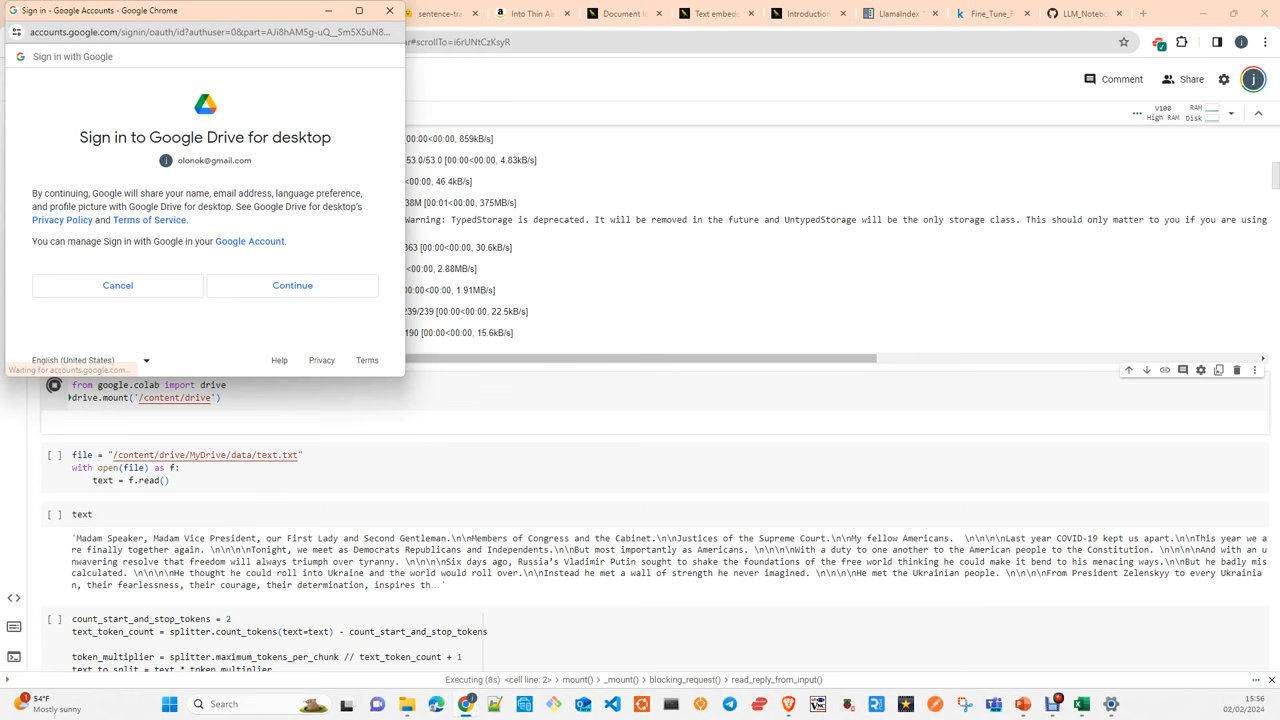 Sign in - Google Accounts - Google Chrome
accounts.google.com/signin/oauth/id?authuser=0&part=AJi8hAMSg-uQ__Sm5X5uN8...
Sign in with Google
Sign in to Google Drive for desktop
j olonok@gmail.com
By continuing, Google will share your name, email address, language preference,
and profile picture with Google Drive for desktop. See Google Drive for desktop's
Privacy Policy and Terms of Service.
You can manage Sign in with Google in your Google Account.
Cancel Continue
English (United States) Help Privacy Terms
Waiting for accounts.google.com...
sentence-tra Into Thin Air Document l Text embed Introduction LlamaIndex Fine_Tune_F LLM_Notebo
ar#scrollTo=i6rUNtCzKsyR
Comment Share
V100 RAM
High RAM Disk
[00:00<00:00, 859kB/s]
53.0/53.0 [00:00<00:00, 4.83kB/s]
[00:00<00:00, 46.4kB/s]
38M [00:01<00:00, 375MB/s]
Warning: TypedStorage is deprecated. It will be removed in the future and UntypedStorage will be the only storage class. This should only matter to you if you are using
363 [00:00<00:00, 30.6kB/s]
00:00, 2.88MB/s]
00:00<00:00, 1.91MB/s]
239/239 [00:00<00:00, 22.5kB/s]
190 [00:00<00:00, 15.6kB/s]
from google.colab import drive
drive.mount('/content/drive')
[ ] file = "/content/drive/MyDrive/data/text.txt"
with open(file) as f:
text = f.read()
[ ] text
'Madam Speaker, Madam Vice President, our First Lady and Second Gentleman.\n\nMembers of Congress and the Cabinet.\n\nJustices of the Supreme Court.\n\nMy fellow Americans.  \n\n\n\nLast year COVID-19 kept us apart.\n\nThis year we a
re finally together again. \n\n\n\nTonight, we meet as Democrats Republicans and Independents.\n\nBut most importantly as Americans. \n\n\n\nWith a duty to one another to the American people to the Constitution. \n\n\n\nAnd with an u
nwavering resolve that freedom will always triumph over tyranny. \n\n\n\nSix days ago, Russia's Vladimir Putin sought to shake the foundations of the free world thinking he could make it bend to his menacing ways.\n\nBut he badly mis
calculated. \n\n\n\nHe thought he could roll into Ukraine and the world would roll over.\n\nInstead he met a wall of strength he never imagined. \n\n\n\nHe met the Ukrainian people. \n\n\n\nFrom President Zelenskyy to every Ukrainia
n, their fearlessness, their courage, their determination, inspires th…'
[ ] count_start_and_stop_tokens = 2
text_token_count = splitter.count_tokens(text=text) - count_start_and_stop_tokens
token_multiplier = splitter.maximum_tokens_per_chunk // text_token_count + 1
text_to_split = text * token_multiplier
Executing (8s) <cell line: 2> mount() _mount() blocking_request() read_reply_from_input()
54°F
Mostly sunny
Search
15:56
02/02/2024